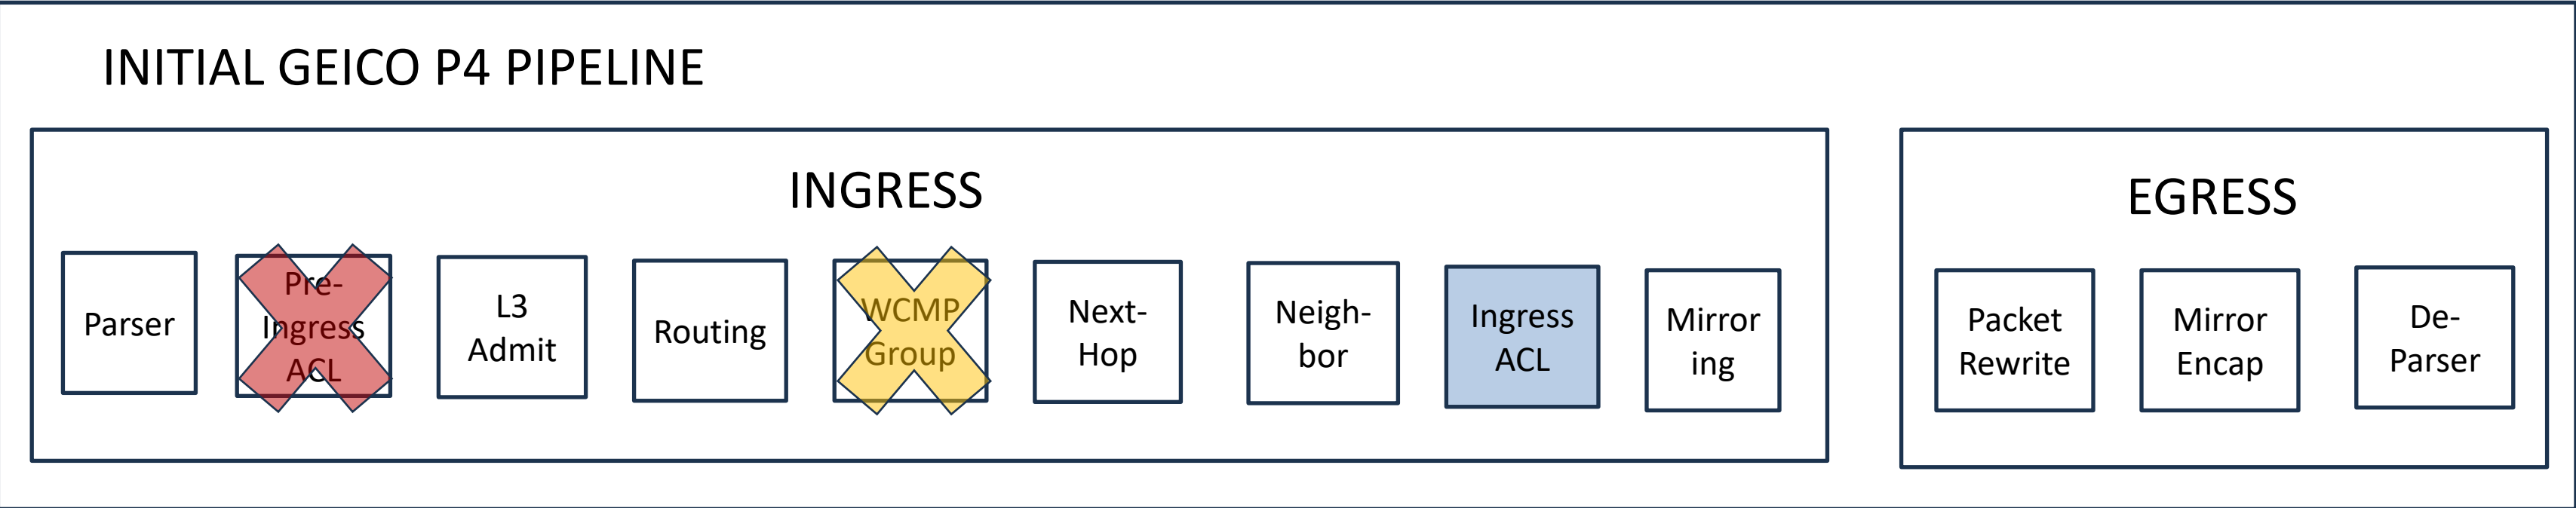 INITIAL GEICO P4 PIPELINE
INGRESS
EGRESS
Parser
Pre-
Ingress
ACL
L3
Admit
Routing
WCMP
Group
Next-
Hop
Neigh-
bor
Ingress
ACL
Mirror
ing
Packet
Rewrite
Mirror
Encap
De-
Parser